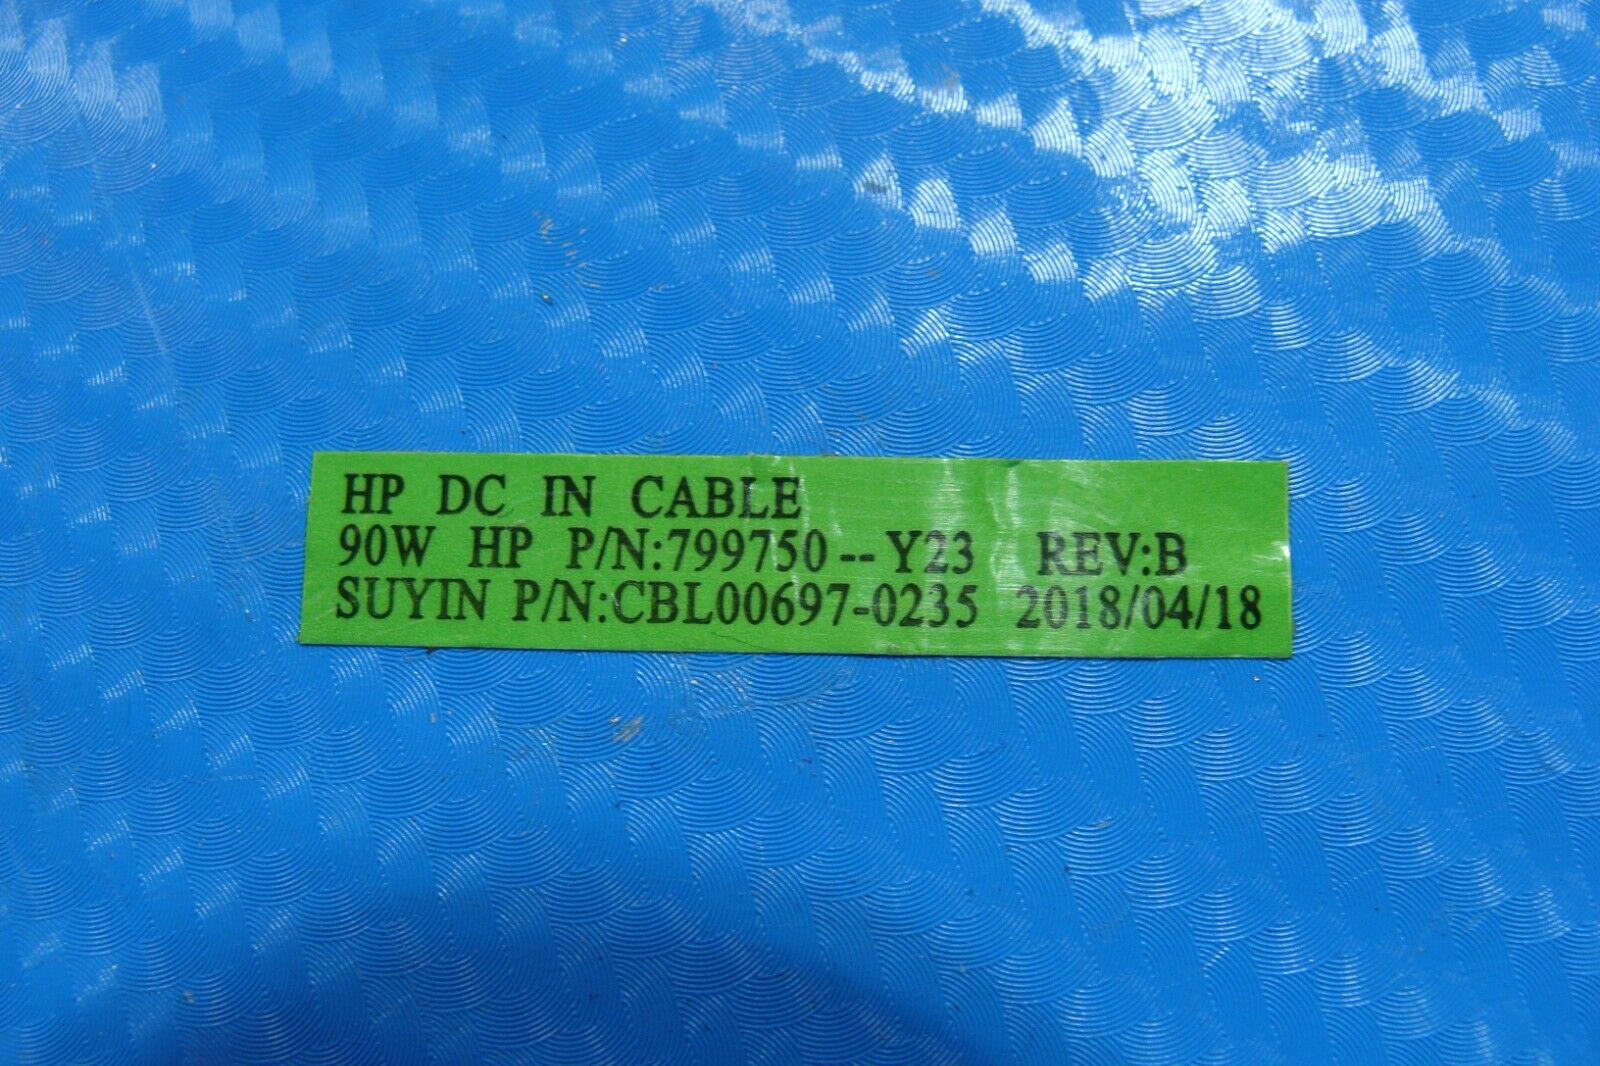 HP DC IN CABLE
90W HP P/N:799750--Y23 REV:B
SUYIN P/N:CBL00697-0235 2018/04/18